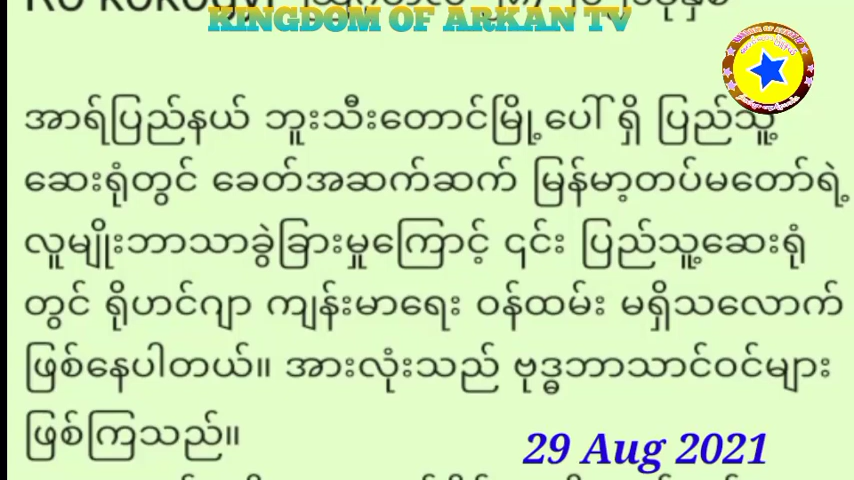 KINGDOM OF ARKAN TV
အာရ်ပြည်နယ် ဘူးသီးတောင်မြို့ပေါ်ရှိ ပြည်သူ့
ဆေးရုံတွင် ခေတ်အဆက်ဆက် မြန်မာ့တပ်မတော်ရဲ့
လူမျိုးဘာသာခွဲခြားမှုကြောင့် ၎င်း ပြည်သူ့ဆေးရုံ
တွင် ရိုဟင်ဂျာ ကျန်းမာရေး ဝန်ထမ်း မရှိသလောက်
ဖြစ်နေပါတယ်။ အားလုံးသည် ဗုဒ္ဓဘာသာဝင်များ
ဖြစ်ကြသည်။
29 Aug 2021